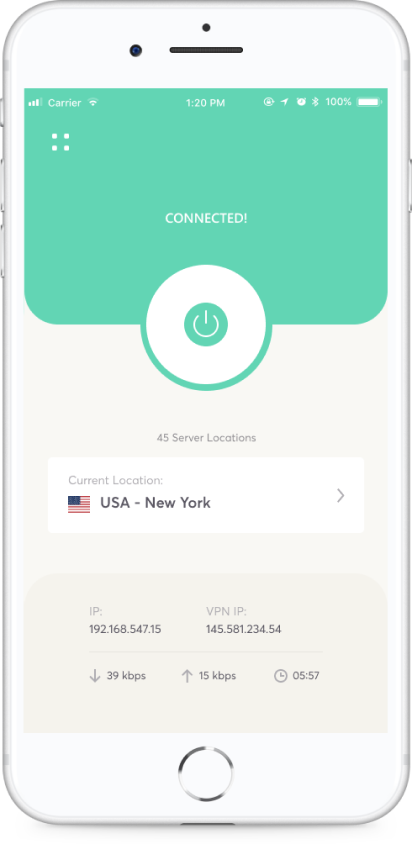 Carrier 1:20 PM 100%
CONNECTED!
45 Server Locations
Current Location:
USA - New York
IP: VPN IP:
192.168.547.15 145.581.234.54
39 kbps 15 kbps 05:57